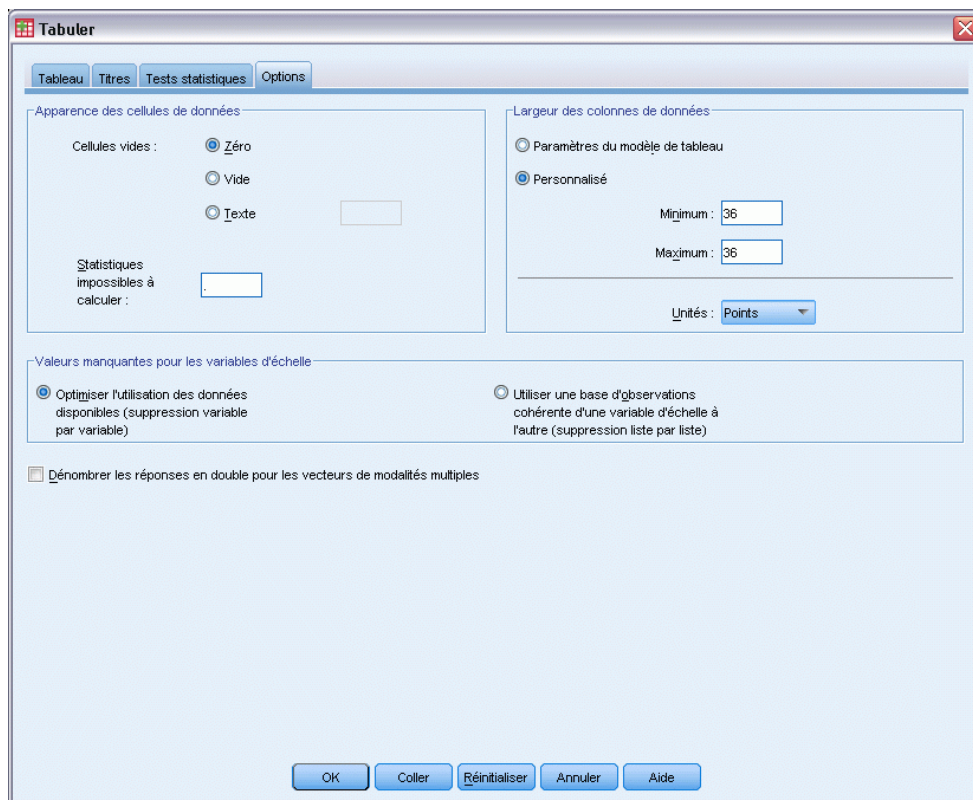 Tabuler
Tableau Titres Tests statistiques Options
Apparence des cellules de données
Cellules vides : Zéro
Vide
Texte
Statistiques
impossibles à
calculer : .
Largeur des colonnes de données
Paramètres du modèle de tableau
Personnalisé
Minimum : 36
Maximum : 36
Unités : Points
Valeurs manquantes pour les variables d'échelle
Optimiser l'utilisation des données
disponibles (suppression variable
par variable)
Utiliser une base d'observations
cohérente d'une variable d'échelle à
l'autre (suppression liste par liste)
Dénombrer les réponses en double pour les vecteurs de modalités multiples
OK Coller Réinitialiser Annuler Aide